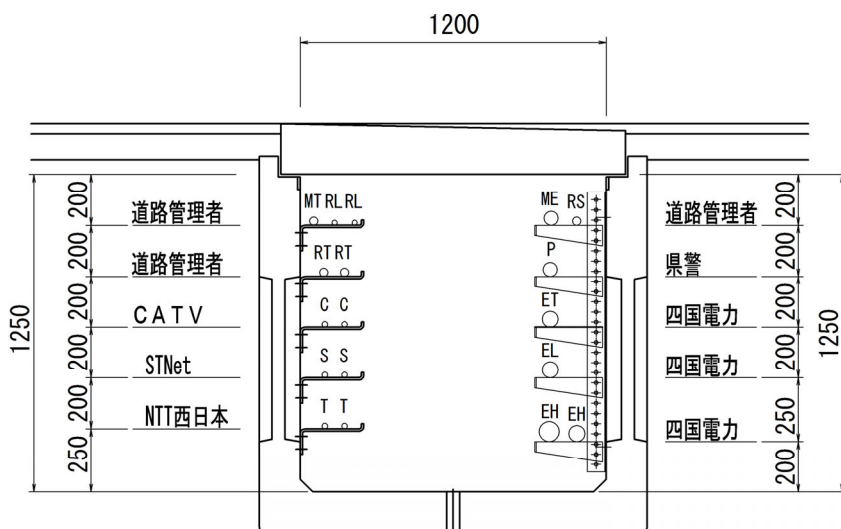 1200
200 道路管理者 MT RL RL ME RS 道路管理者 200
200 道路管理者 RT RT P 県警 200
1250 200 CATV C C ET 四国電力 200 1250
200 STNet S S EL 四国電力 200
200 NTT西日本 T T EH EH 四国電力 250
250 200